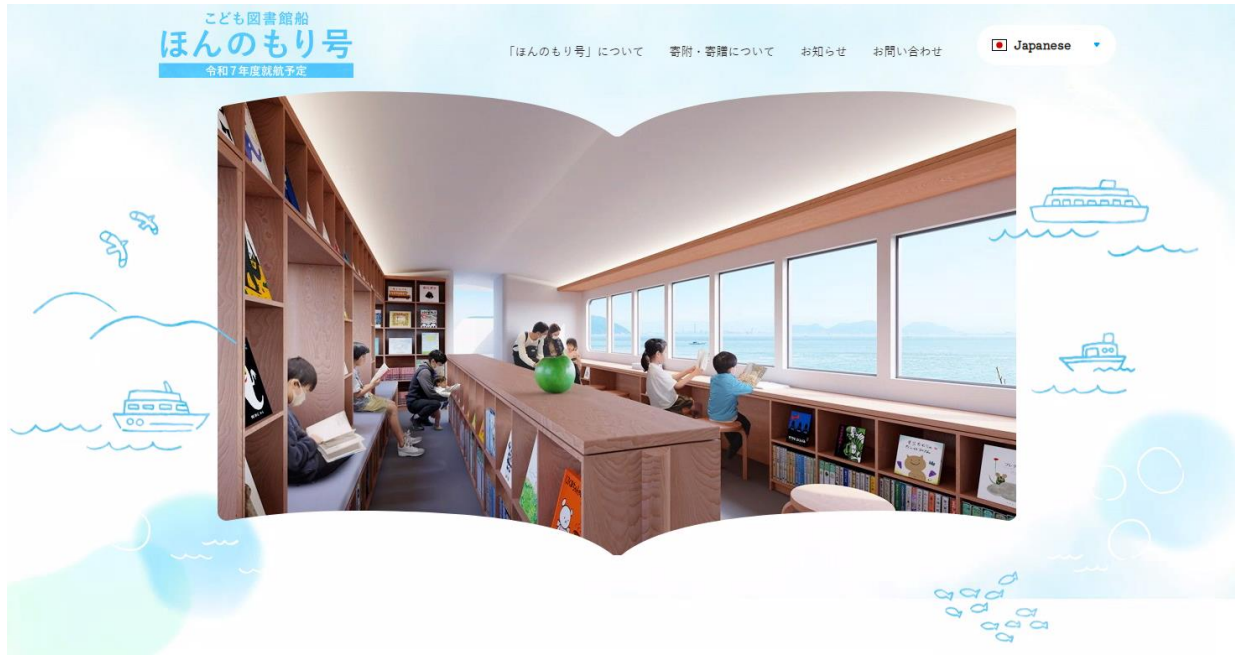 こども図書館船
ほんのもり号
令和7年度就航予定
「ほんのもり号」について
寄附・寄贈について
お知らせ
お問い合わせ
Japanese